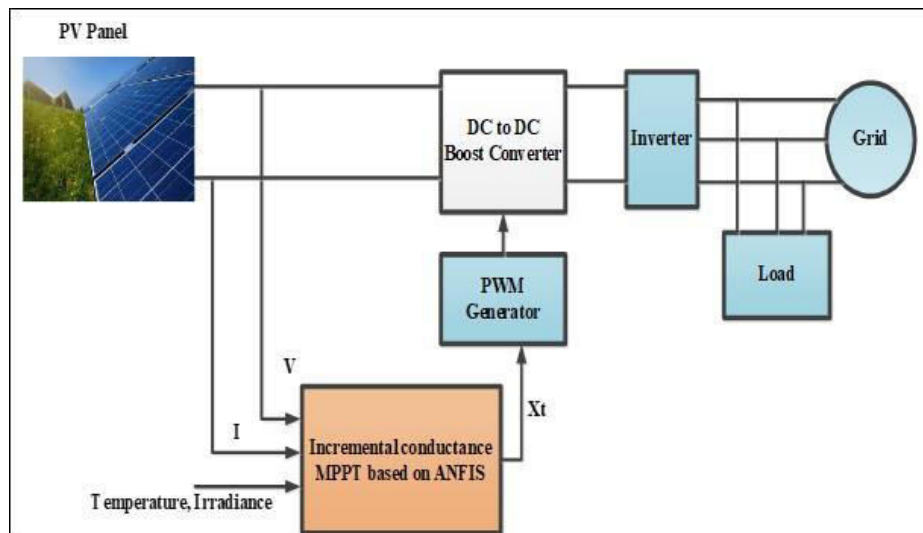 PV Panel
DC to DC
Boost Converter
Inverter
Grid
Load
PWM
Generator
V
Xt
I
Incremental conductance
MPPT based on ANFIS
Temperature, Irradiance